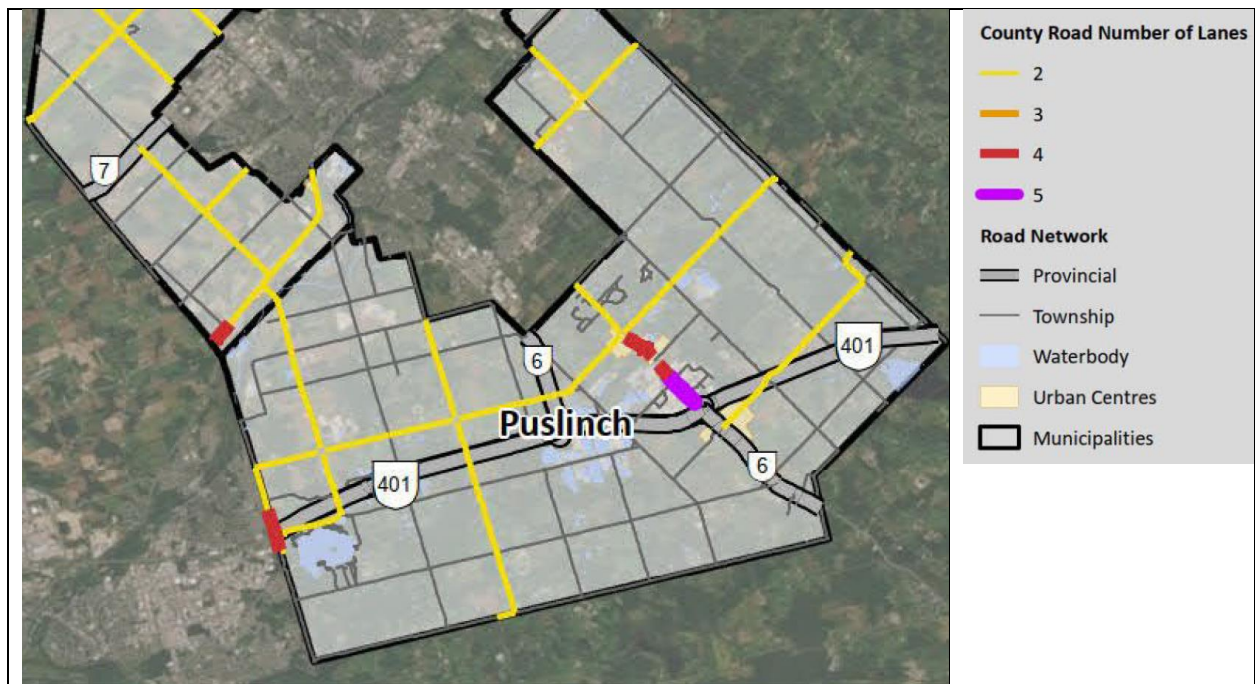 7
6
401
Puslinch
401
6
County Road Number of Lanes
2
3
4
5
Road Network
Provincial
Township
Waterbody
Urban Centres
Municipalities